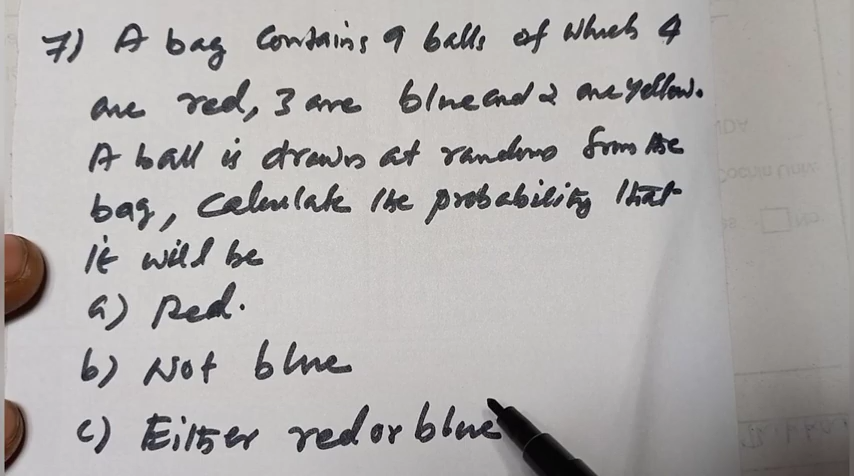 7) A bag contains 9 balls of which 4
are red, 3 are blue and 2 are yellow.
A ball is drawn at random from the
bag, Calculate the probability that
it will be
a) Red.
b) Not blue
c) Either red or blue